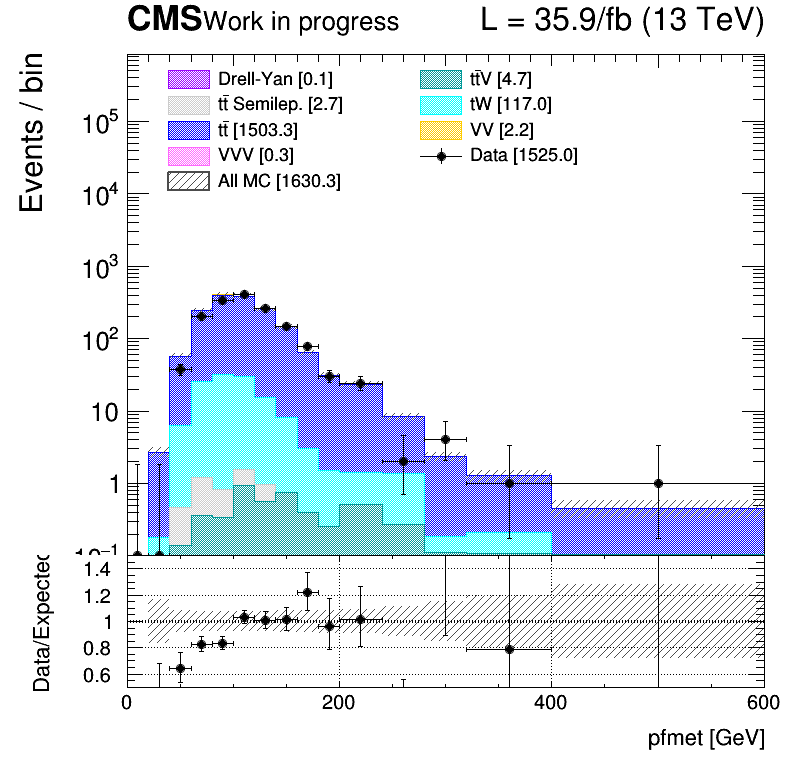 CMS Work in progress L = 35.9/fb (13 TeV)
Events / bin
Drell-Yan [0.1]
tt̄ Semilep. [2.7]
tt̄ [1503.3]
VVV [0.3]
All MC [1630.3]
tt̄V [4.7]
tW [117.0]
VV [2.2]
Data [1525.0]
10⁵
10⁴
10³
10²
10
1
10⁻¹
Data/Expected
1.4
1.2
1
0.8
0.6
0 200 400 600
pfmet [GeV]